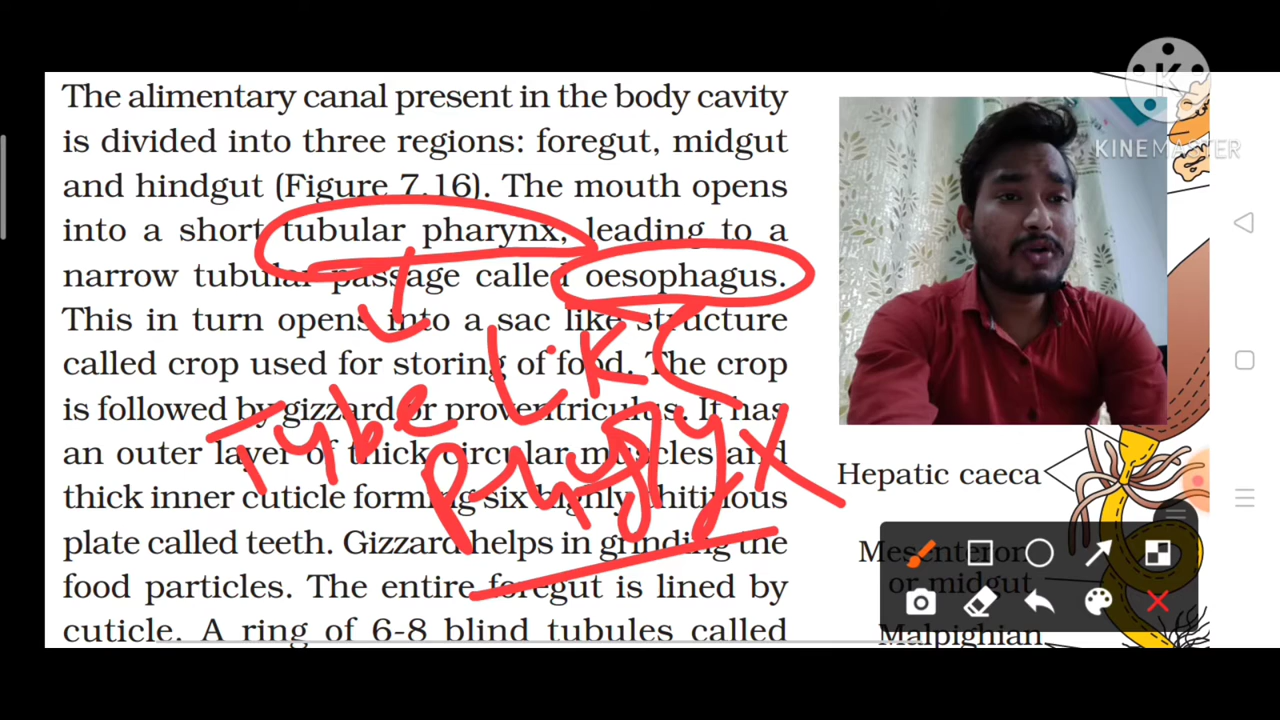 The alimentary canal present in the body cavity
is divided into three regions: foregut, midgut
and hindgut (Figure 7.16). The mouth opens
into a short tubular pharynx, leading to a
narrow tubular passage called oesophagus.
This in turn opens into a sac like structure
called crop used for storing of food. The crop
is followed by gizzard or proventriculus. It has
an outer layer of thick circular muscles and
thick inner cuticle forming six highly chitinous
plate called teeth. Gizzard helps in grinding the
food particles. The entire foregut is lined by
cuticle. A ring of 6-8 blind tubules called
Tube Like
K
KINEMASTER
Hepatic caeca
Mesenteron
or midgut
Malpighian